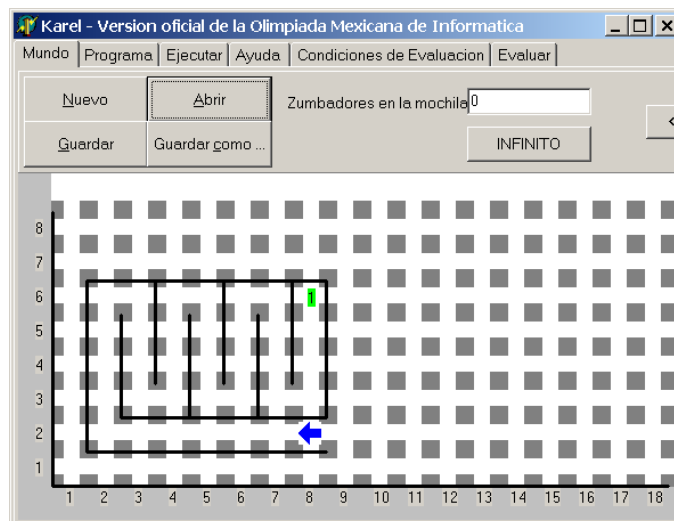 Karel - Version oficial de la Olimpiada Mexicana de Informatica
Mundo Programa Ejecutar Ayuda Condiciones de Evaluacion Evaluar
Nuevo Abrir Zumbadores en la mochila 0
<
Guardar Guardar como ... INFINITO
8
7
6 1
5
4
3
2
1
1 2 3 4 5 6 7 8 9 10 11 12 13 14 15 16 17 18